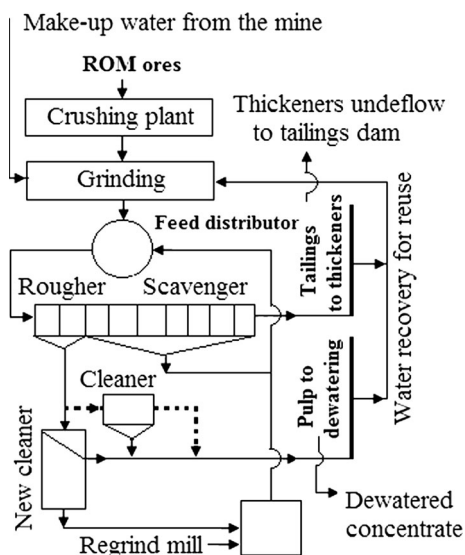 Make-up water from the mine
ROM ores
Crushing plant
Thickeners undeflow
to tailings dam
Grinding
Feed distributor
Rougher
Scavenger
Tailings
to thickeners
Water recovery for reuse
Cleaner
Pulp to
dewatering
New cleaner
Dewatered
concentrate
Regrind mill